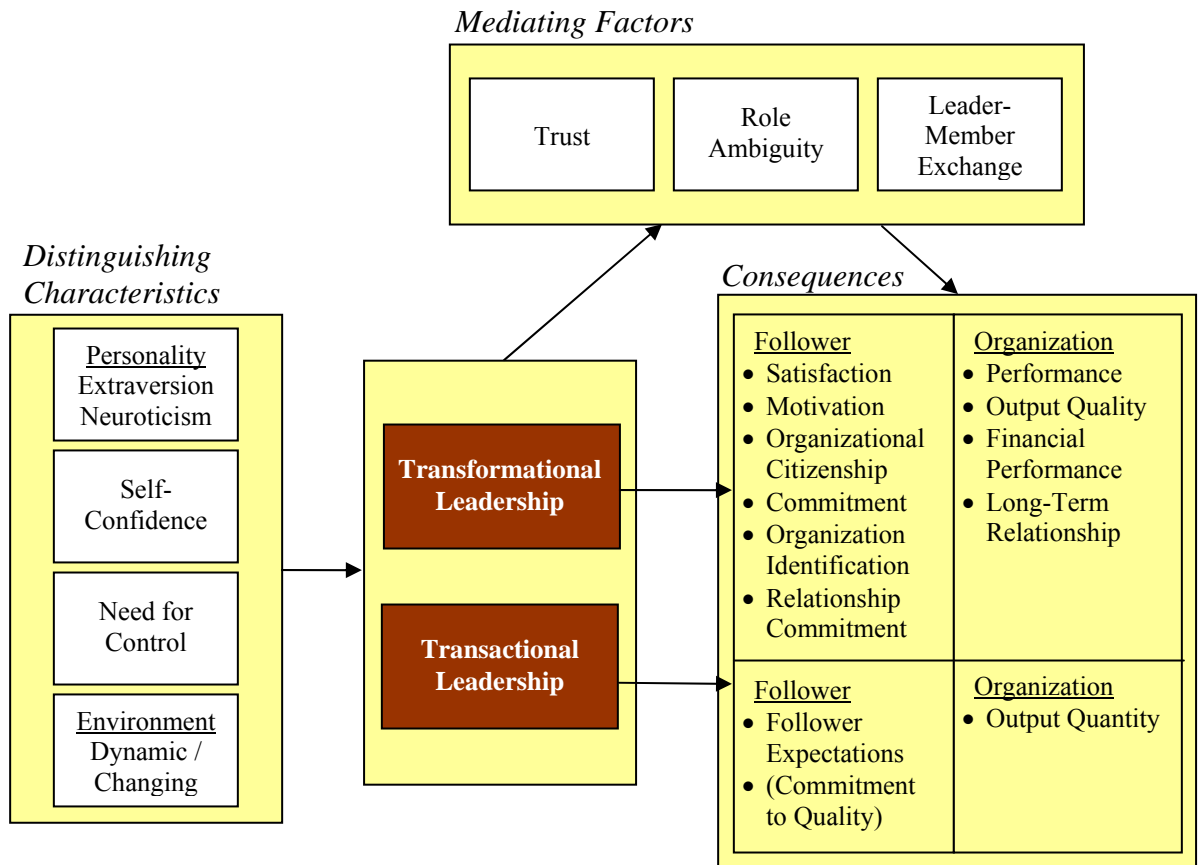 Mediating Factors
Trust
Role
Ambiguity
Leader-
Member
Exchange
Distinguishing
Characteristics
Personality
Extraversion
Neuroticism
Self-
Confidence
Need for
Control
Environment
Dynamic /
Changing
Transformational
Leadership
Transactional
Leadership
Consequences
Follower
• Satisfaction
• Motivation
• Organizational
Citizenship
• Commitment
• Organization
Identification
• Relationship
Commitment
Organization
• Performance
• Output Quality
• Financial
Performance
• Long-Term
Relationship
Follower
• Follower
Expectations
• (Commitment
to Quality)
Organization
• Output Quantity